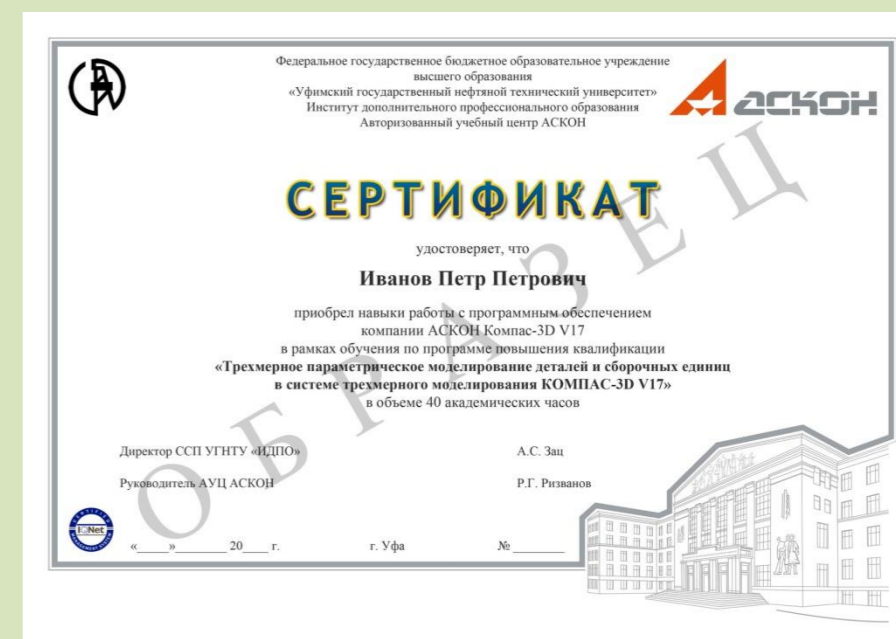 Федеральное государственное бюджетное образовательное учреждение
высшего образования
«Уфимский государственный нефтяной технический университет»
Институт дополнительного профессионального образования
Авторизованный учебный центр АСКОН
АСКОН
СЕРТИФИКАТ
удостоверяет, что
Иванов Петр Петрович
приобрел навыки работы с программным обеспечением
компании АСКОН Компас-3D V17
в рамках обучения по программе повышения квалификации
«Трехмерное параметрическое моделирование деталей и сборочных единиц
в системе трехмерного моделирования КОМПАС-3D V17»
в объеме 40 академических часов
ОБРАЗЕЦ
Директор ССП УГНТУ «ИДПО» А.С. Зац
Руководитель АУЦ АСКОН Р.Г. Ризванов
IQNet
«_____»________ 20____ г. г. Уфа № ________